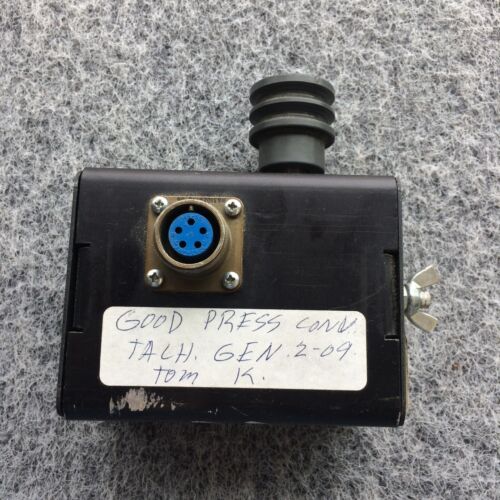 GOOD PRESS CONN.
TACH. GEN. 2-09
Tom K.